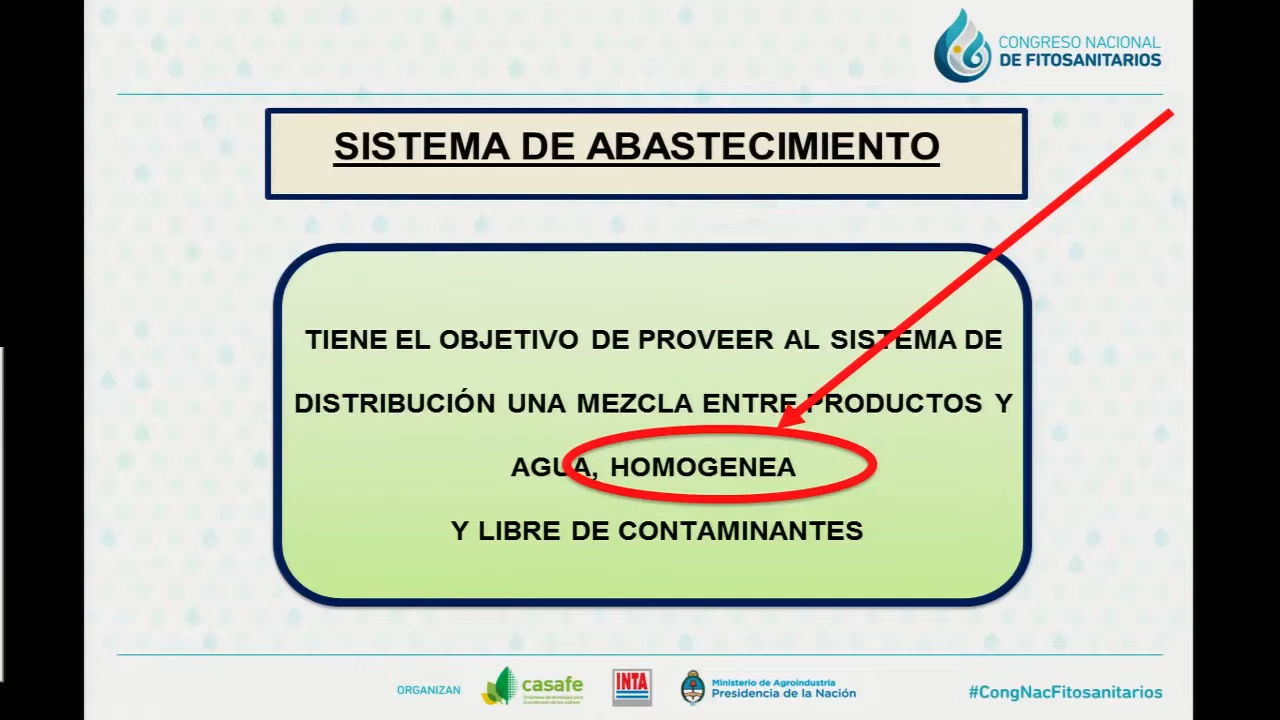 CONGRESO NACIONAL
DE FITOSANITARIOS
SISTEMA DE ABASTECIMIENTO
TIENE EL OBJETIVO DE PROVEER AL SISTEMA DE
DISTRIBUCIÓN UNA MEZCLA ENTRE PRODUCTOS Y
AGUA, HOMOGENEA
Y LIBRE DE CONTAMINANTES
ORGANIZAN
casafe
INTA
Ministerio de Agroindustria
Presidencia de la Nación
#CongNacFitosanitarios